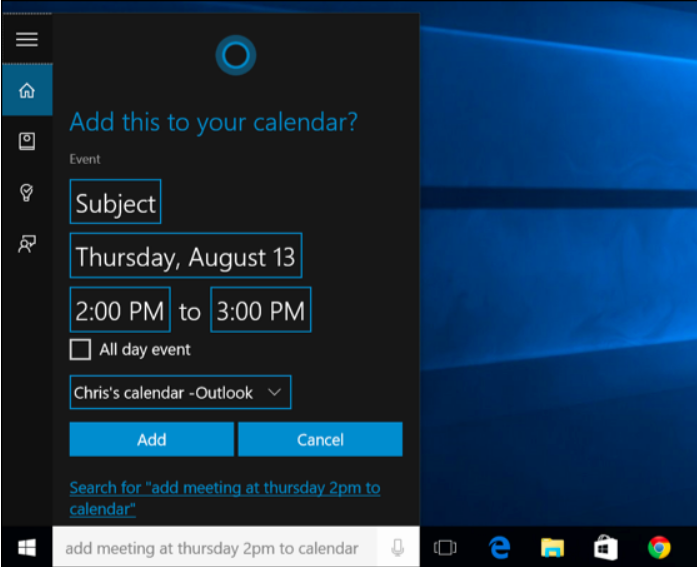 Add this to your calendar?
Event
Subject
Thursday, August 13
2:00 PM to 3:00 PM
All day event
Chris's calendar -Outlook
Add Cancel
Search for "add meeting at thursday 2pm to
calendar"
add meeting at thursday 2pm to calendar